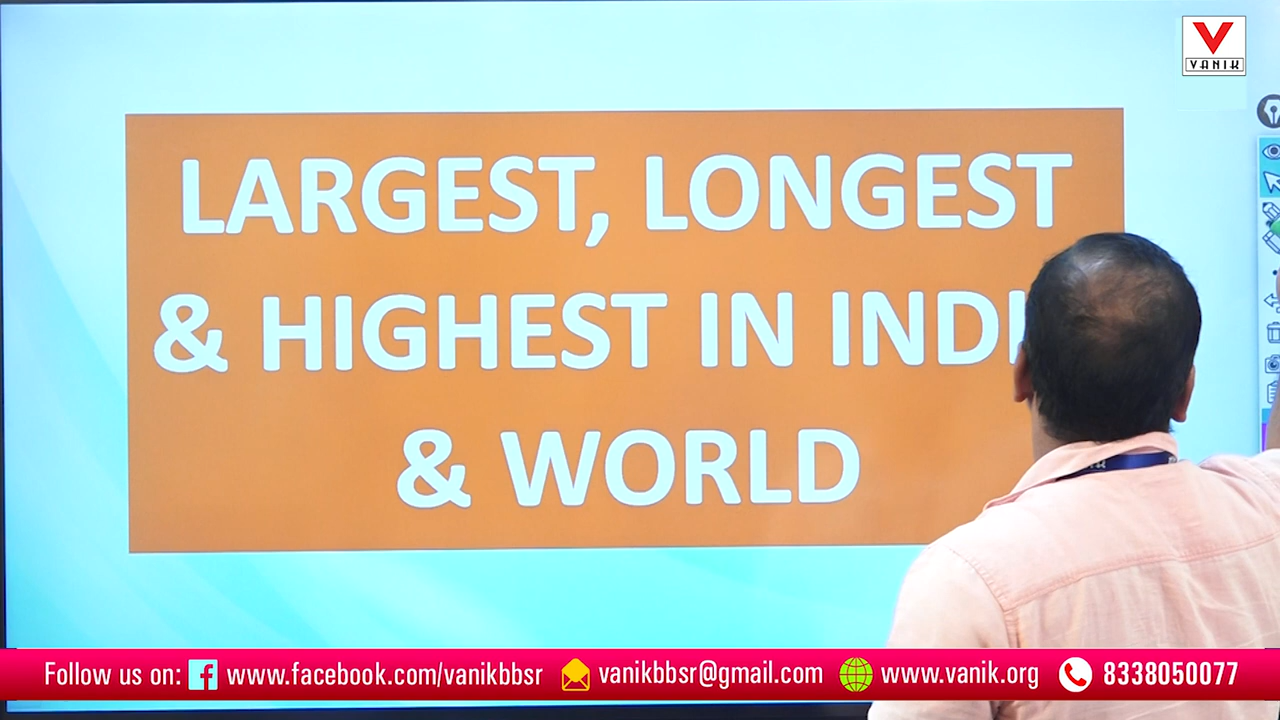 VANIK
LARGEST, LONGEST
& HIGHEST IN
& WORLD
Follow us on: www.facebook.com/vanikbbsr vanikbbsr@gmail.com www.vanik.org 8338050077